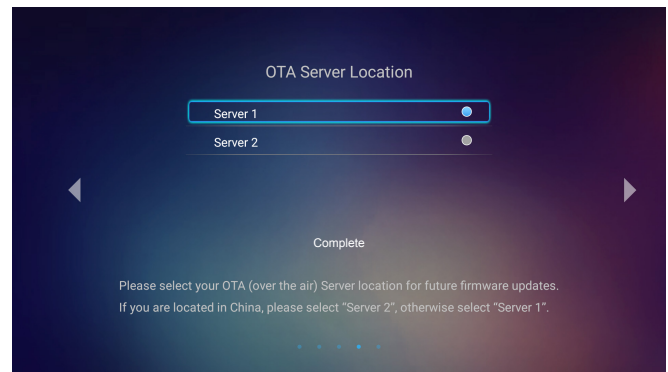 OTA Server Location
Server 1
Server 2
Complete
Please select your OTA (over the air) Server location for future firmware updates.
If you are located in China, please select “Server 2”, otherwise select “Server 1”.